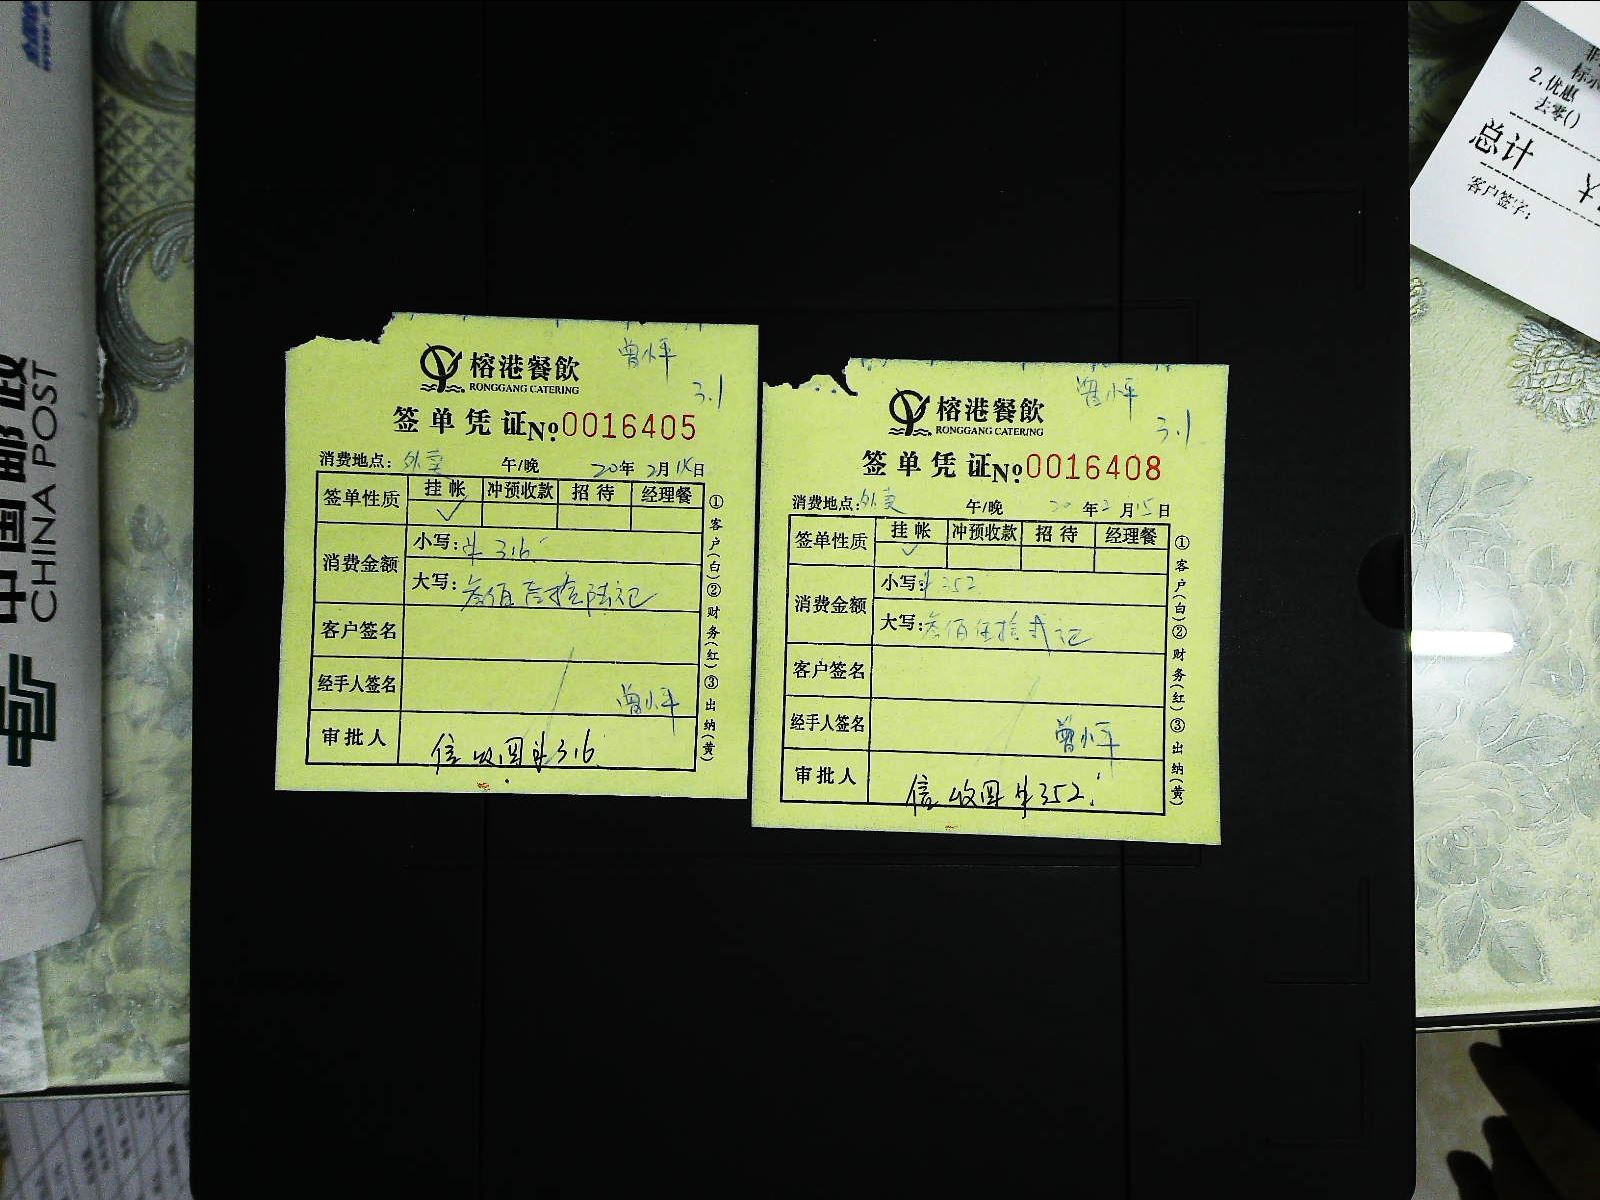 中国邮政
CHINA POST
2.优惠
去零()
总计
客户签字:
曾小平
榕港餐飲
RONGGANG CATERING
3.1
签单凭证No.0016405
消费地点:外卖 午/晚 20年2月15日
签单性质 挂帐 冲预收款 招待 经理餐
✓
消费金额 小写:¥316
大写:叁佰壹拾陆元
客户签名
经手人签名 曾小平
审批人 信收回¥316
①客户(白)②财务(红)③出纳(黄)
曾小平
榕港餐飲
RONGGANG CATERING
3.1
签单凭证No.0016408
消费地点:外卖 午/晚 20年2月15日
签单性质 挂帐 冲预收款 招待 经理餐
✓
消费金额 小写:¥352
大写:叁佰伍拾贰元
客户签名
经手人签名 曾小平
审批人 信收回¥352.
①客户(白)②财务(红)③出纳(黄)